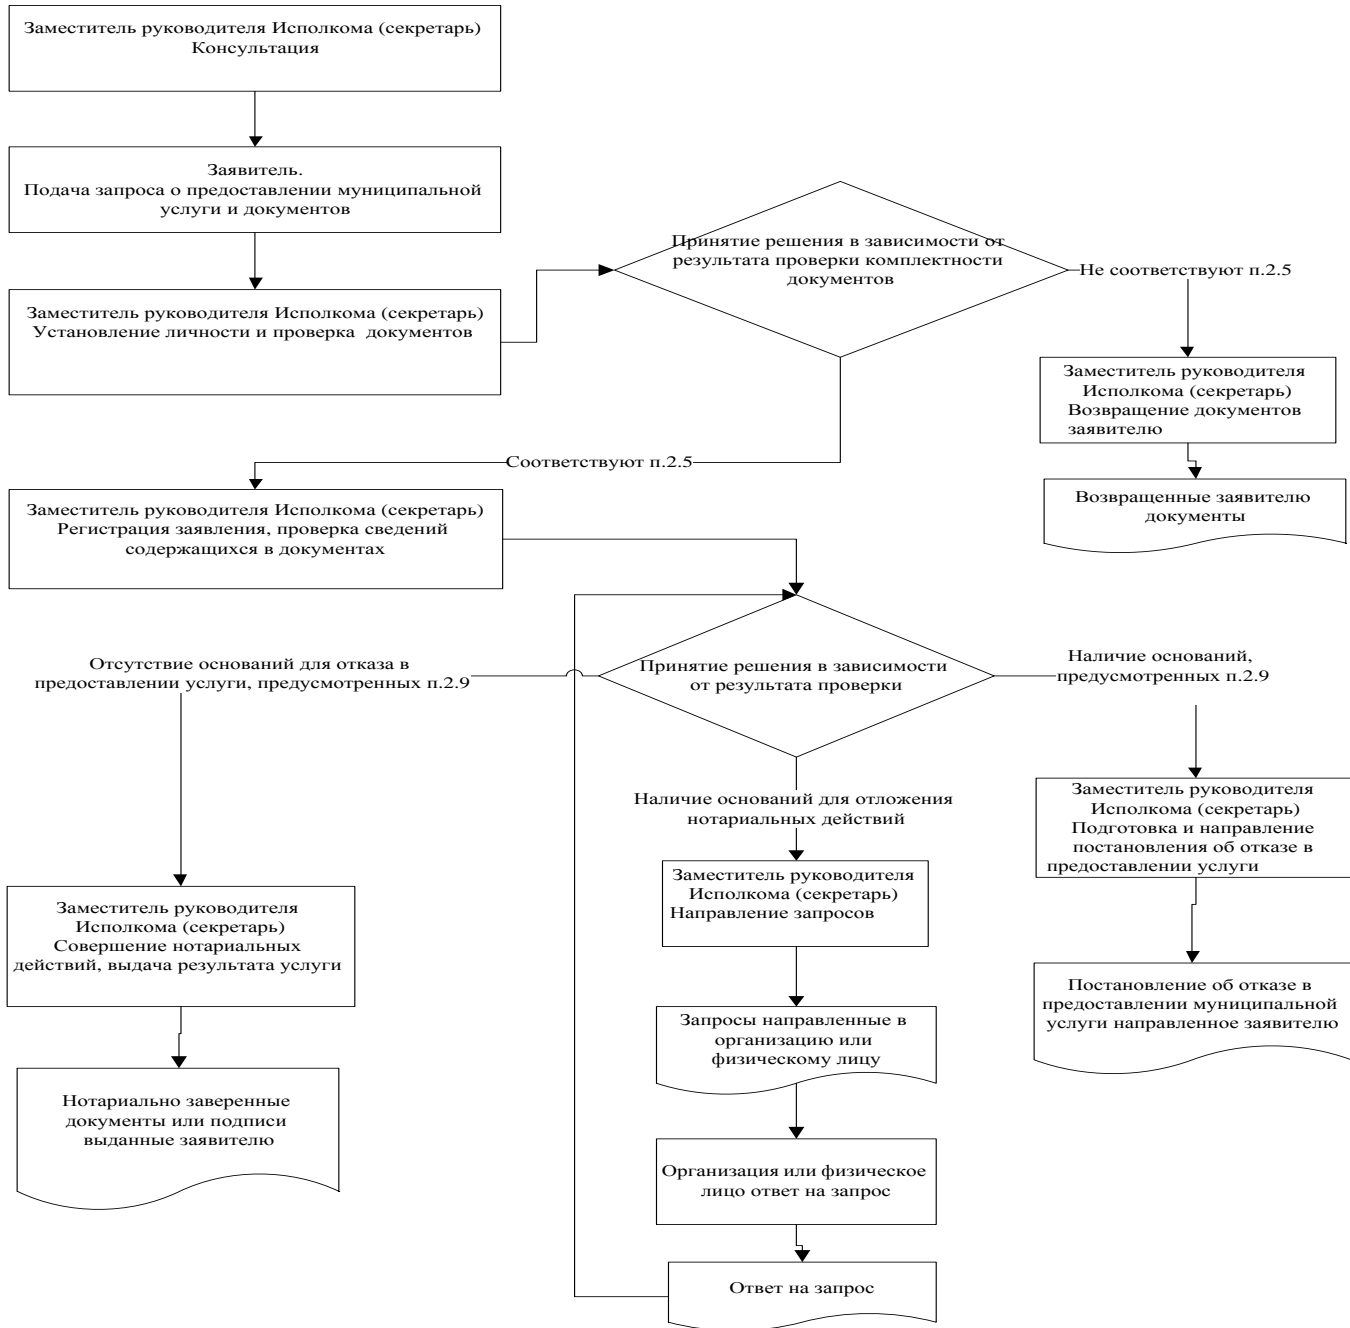 Заместитель руководителя Исполкома (секретарь)
Консультация
Заявитель.
Подача запроса о предоставлении муниципальной
услуги и документов
Заместитель руководителя Исполкома (секретарь)
Установление личности и проверка документов
Принятие решения в зависимости от
результата проверки комплектности
документов
Не соответствуют п.2.5
Заместитель руководителя
Исполкома (секретарь)
Возвращение документов
заявителю
Возвращенные заявителю
документы
Соответствуют п.2.5
Заместитель руководителя Исполкома (секретарь)
Регистрация заявления, проверка сведений
содержащихся в документах
Принятие решения в зависимости
от результата проверки
Отсутствие оснований для отказа в
предоставлении услуги, предусмотренных п.2.9
Наличие оснований,
предусмотренных п.2.9
Наличие оснований для отложения
нотариальных действий
Заместитель руководителя
Исполкома (секретарь)
Совершение нотариальных
действий, выдача результата услуги
Нотариально заверенные
документы или подписи
выданные заявителю
Заместитель руководителя
Исполкома (секретарь)
Направление запросов
Запросы направленные в
организацию или
физическому лицу
Организация или физическое
лицо ответ на запрос
Ответ на запрос
Заместитель руководителя
Исполкома (секретарь)
Подготовка и направление
постановления об отказе в
предоставлении услуги
Постановление об отказе в
предоставлении муниципальной
услуги направленное заявителю